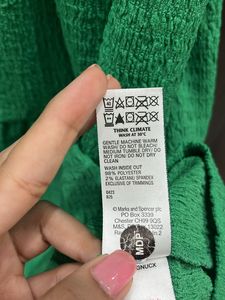 THINK CLIMATE
WASH AT 30°C
GENTLE MACHINE WARM
WASH/ DO NOT BLEACH/
MEDIUM TUMBLE DRY/ DO
NOT IRON/ DO NOT DRY
CLEAN
WASH INSIDE OUT
98% POLYESTER
2% ELASTANE/ SPANDEX
EXCLUSIVE OF TRIMMINGS
© Marks and Spencer plc
PO Box 3339
Chester CH99 9QS
M&S,
13022
MDP